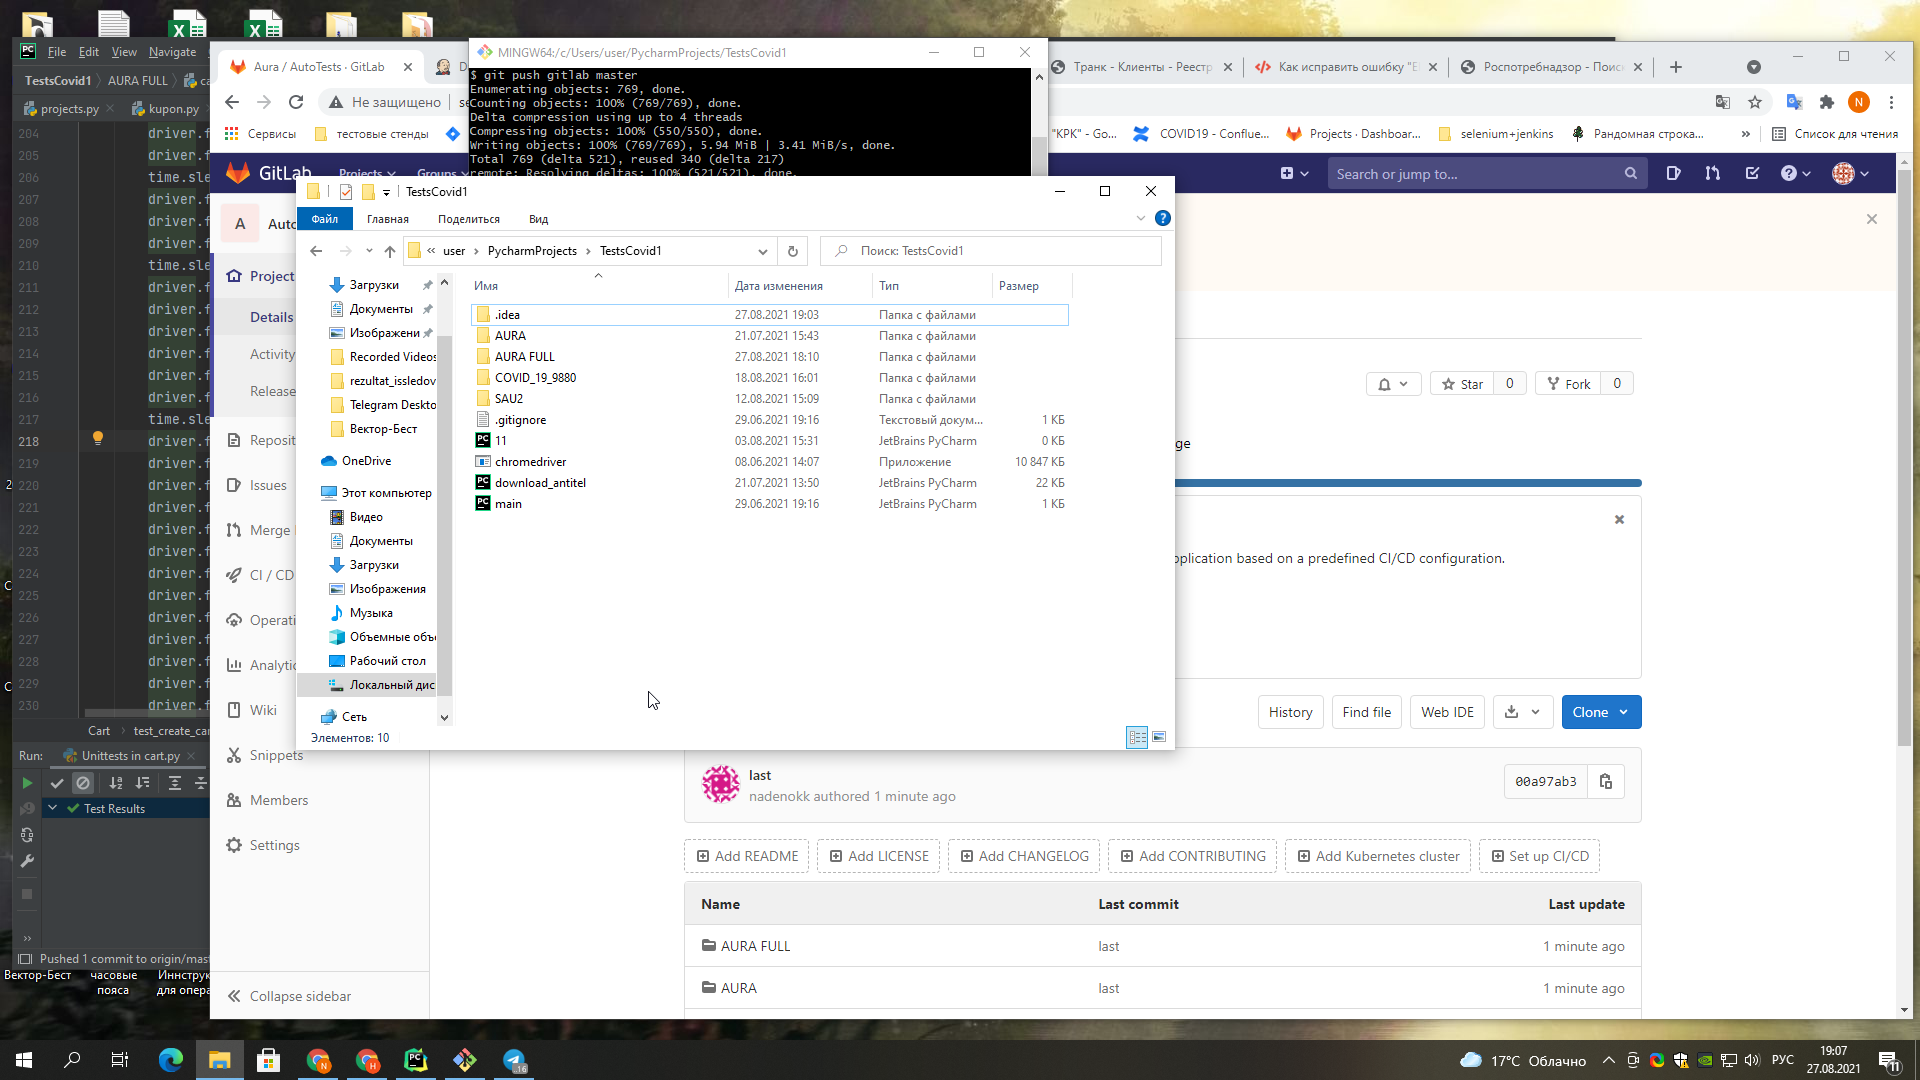 File Edit View Navigate
TestsCovid1 AURA FULL
projects.py kupon.py
204 driver.f
205 driver.f
206 time.sle
207 driver.f
208 driver.f
209 driver.f
210 time.sle
211 driver.f
212 driver.f
213 driver.f
214 driver.f
215 driver.f
216 driver.f
217 time.sle
218 driver.f
219 driver.f
220 driver.f
221 driver.f
222 driver.f
223 driver.f
224 driver.f
225 driver.f
226 driver.f
227 driver.f
228 driver.f
229 driver.f
230 driver.f
Cart test_create_car
Run: Unittests in cart.py
Test Results
Pushed 1 commit to origin/mast
Вектор-Бест
часовые
пояса
Иннструк
для опера
Aura / AutoTests · GitLab
Транк - Клиенты - Реестр
Как исправить ошибку "E
Роспотребнадзор - Поис
Не защищено
Сервисы
тестовые стенды
"КРК" - Go...
COVID19 - Conflue...
Projects · Dashboar...
selenium+jenkins
Рандомная строка...
Список для чтения
MINGW64:/c/Users/user/PycharmProjects/TestsCovid1
$ git push gitlab master
Enumerating objects: 769, done.
Counting objects: 100% (769/769), done.
Delta compression using up to 4 threads
Compressing objects: 100% (550/550), done.
Writing objects: 100% (769/769), 5.94 MiB | 3.41 MiB/s, done.
Total 769 (delta 521), reused 340 (delta 217)
remote: Resolving deltas: 100% (521/521), done.
GitLab Projects Groups
Search or jump to...
A Auto
Project
Details
Activity
Release
Reposit
Issues
Merge
CI / CD
Operati
Analytic
Wiki
Snippets
Members
Settings
Collapse sidebar
TestsCovid1
Файл Главная Поделиться Вид
« user › PycharmProjects › TestsCovid1
Поиск: TestsCovid1
Загрузки
Документы
Изображени
Recorded Videos
rezultat_issledov
Telegram Deskto
Вектор-Бест
OneDrive
Этот компьютер
Видео
Документы
Загрузки
Изображения
Музыка
Объемные объ
Рабочий стол
Локальный дис
Сеть
Имя Дата изменения Тип Размер
.idea 27.08.2021 19:03 Папка с файлами
AURA 21.07.2021 15:43 Папка с файлами
AURA FULL 27.08.2021 18:10 Папка с файлами
COVID_19_9880 18.08.2021 16:01 Папка с файлами
SAU2 12.08.2021 15:09 Папка с файлами
.gitignore 29.06.2021 19:16 Текстовый докум... 1 КБ
11 03.08.2021 15:31 JetBrains PyCharm 0 КБ
chromedriver 08.06.2021 14:07 Приложение 10 847 КБ
download_antitel 21.07.2021 13:50 JetBrains PyCharm 22 КБ
main 29.06.2021 19:16 JetBrains PyCharm 1 КБ
Элементов: 10
Star 0 Fork 0
ge
pplication based on a predefined CI/CD configuration.
History Find file Web IDE Clone
last
nadenokk authored 1 minute ago
00a97ab3
Add README Add LICENSE Add CHANGELOG Add CONTRIBUTING Add Kubernetes cluster Set up CI/CD
Name Last commit Last update
AURA FULL last 1 minute ago
AURA last 1 minute ago
17°C Облачно
РУС
19:07
27.08.2021
11